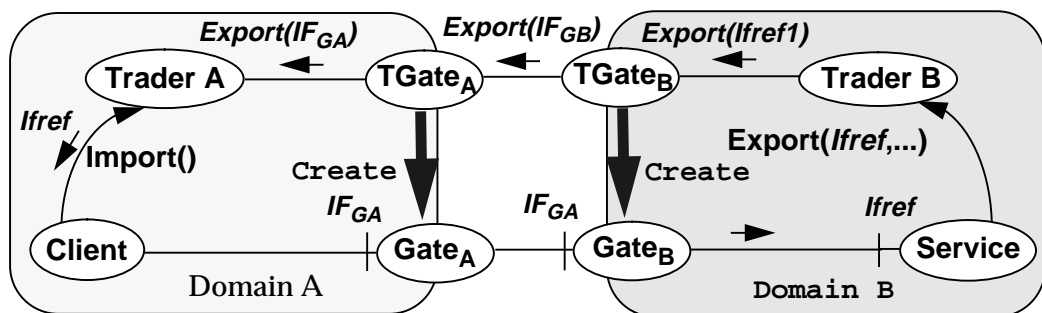 Export(IFGA)
Export(IFGB)
Export(Ifref1)
Trader A
TGateA
TGateB
Trader B
Ifref
Import()
Export(Ifref,...)
Create
Create
IFGA
IFGA
Ifref
Client
GateA
GateB
Service
Domain A
Domain B